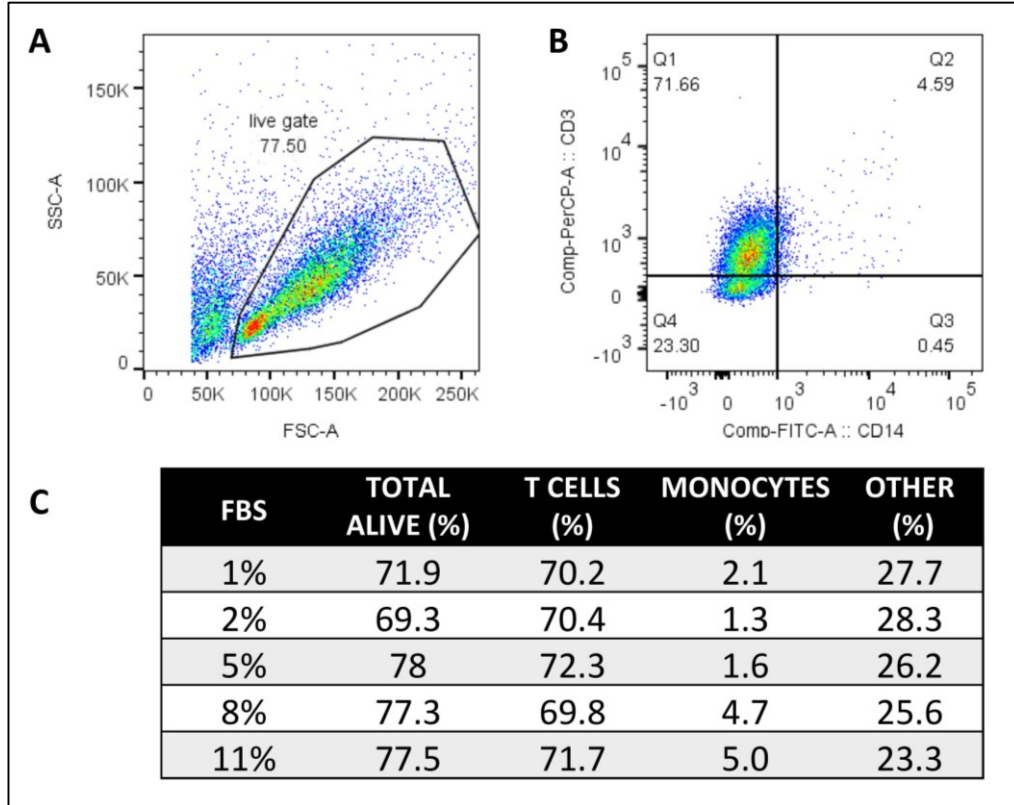 A
B
150K
100K
50K
0
SSC-A
live gate
77.50
0 50K 100K 150K 200K 250K
FSC-A
Q1
71.66
Q2
4.59
10^5
10^4
10^3
0
-10^3
Comp-PerCP-A :: CD3
Q4
23.30
Q3
0.45
-10^3 0 10^3 10^4 10^5
Comp-FITC-A :: CD14
C
FBS TOTAL ALIVE (%) T CELLS (%) MONOCYTES (%) OTHER (%)
1% 71.9 70.2 2.1 27.7
2% 69.3 70.4 1.3 28.3
5% 78 72.3 1.6 26.2
8% 77.3 69.8 4.7 25.6
11% 77.5 71.7 5.0 23.3